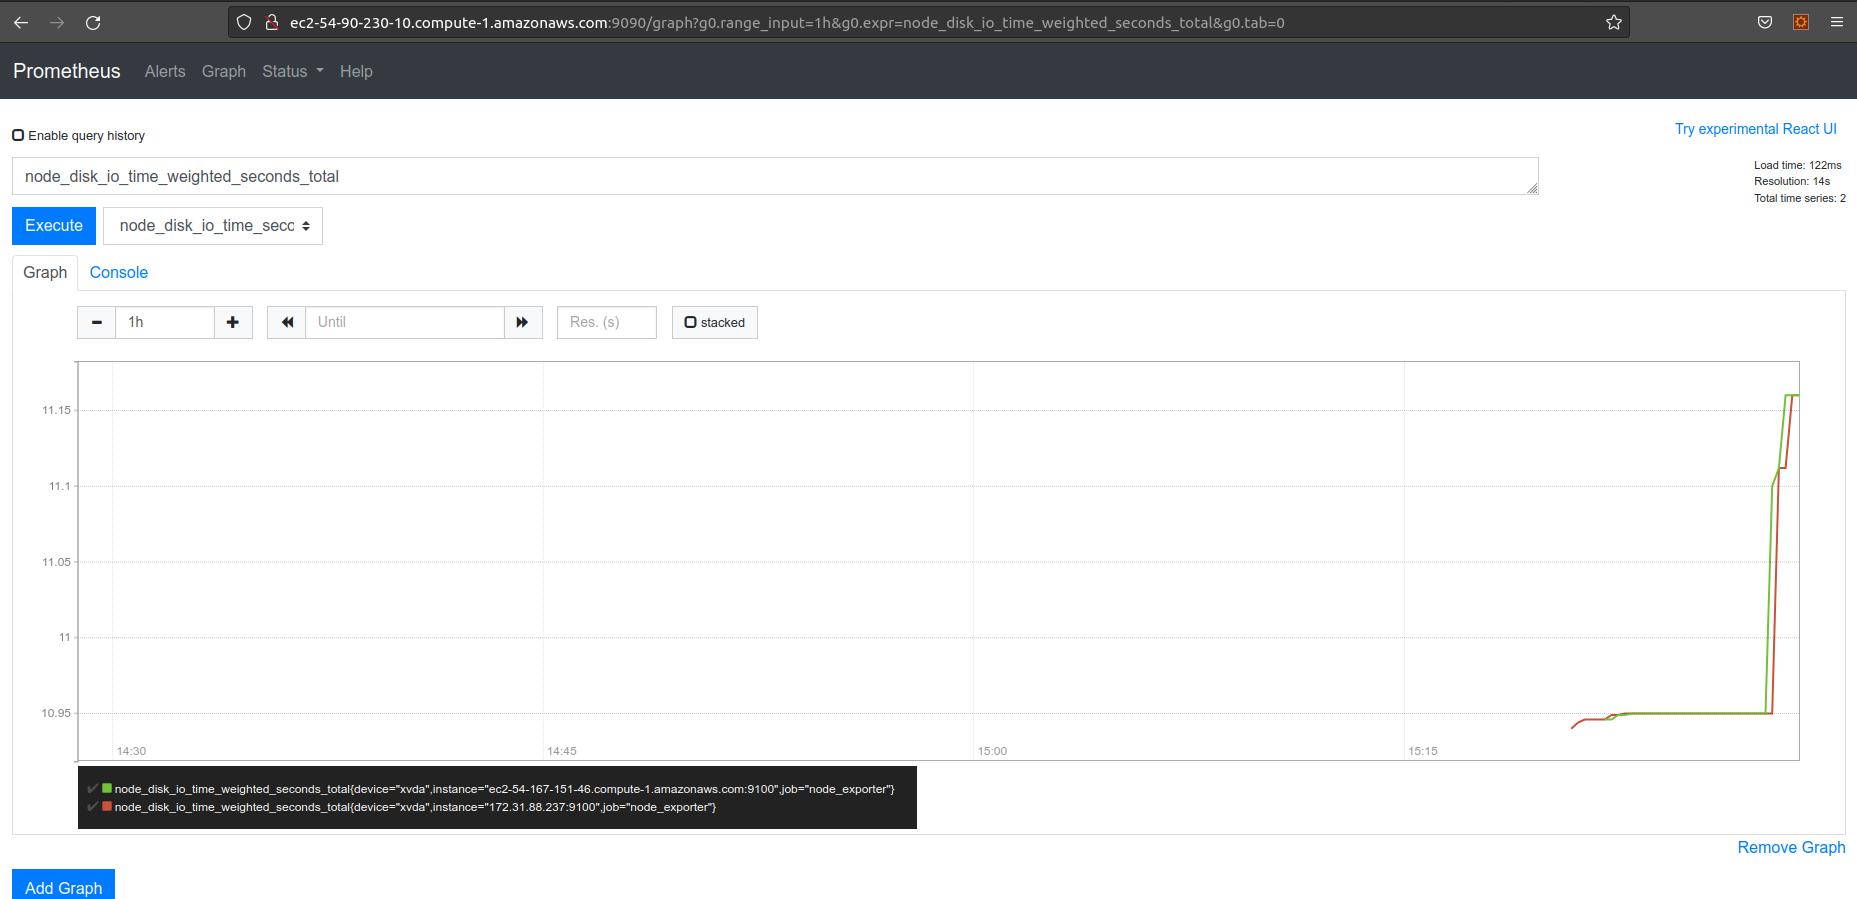 ec2-54-90-230-10.compute-1.amazonaws.com:9090/graph?g0.range_input=1h&g0.expr=node_disk_io_time_weighted_seconds_total&g0.tab=0
Prometheus Alerts Graph Status Help
Enable query history
Try experimental React UI
node_disk_io_time_weighted_seconds_total
Load time: 122ms
Resolution: 14s
Total time series: 2
Execute node_disk_io_time_secc
Graph Console
1h Until Res. (s) stacked
11.15
11.1
11.05
11
10.95
14:30 14:45 15:00 15:15
node_disk_io_time_weighted_seconds_total{device="xvda",instance="ec2-54-167-151-46.compute-1.amazonaws.com:9100",job="node_exporter"}
node_disk_io_time_weighted_seconds_total{device="xvda",instance="172.31.88.237:9100",job="node_exporter"}
Remove Graph
Add Graph